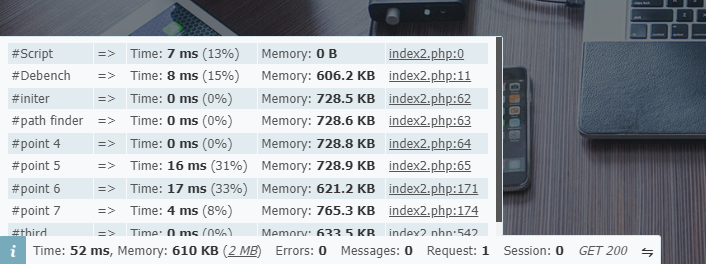 #Script => Time: 7 ms (13%) Memory: 0 B index2.php:0
#Debench => Time: 8 ms (15%) Memory: 606.2 KB index2.php:11
#initer => Time: 0 ms (0%) Memory: 728.5 KB index2.php:62
#path finder => Time: 0 ms (0%) Memory: 728.6 KB index2.php:63
#point 4 => Time: 0 ms (0%) Memory: 728.8 KB index2.php:64
#point 5 => Time: 16 ms (31%) Memory: 728.9 KB index2.php:65
#point 6 => Time: 17 ms (33%) Memory: 621.2 KB index2.php:171
#point 7 => Time: 4 ms (8%) Memory: 765.3 KB index2.php:174
#third => Time: 0 ms (0%) Memory: 633.5 KB index2.php:542
i Time: 52 ms, Memory: 610 KB (2 MB) Errors: 0 Messages: 0 Request: 1 Session: 0 GET 200 ⇋